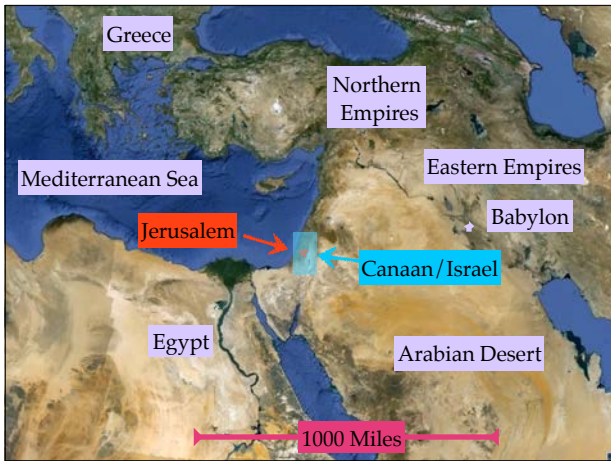 Greece
Northern
Empires
Eastern Empires
Mediterranean Sea
Babylon
Jerusalem
Canaan/Israel
Egypt
Arabian Desert
1000 Miles